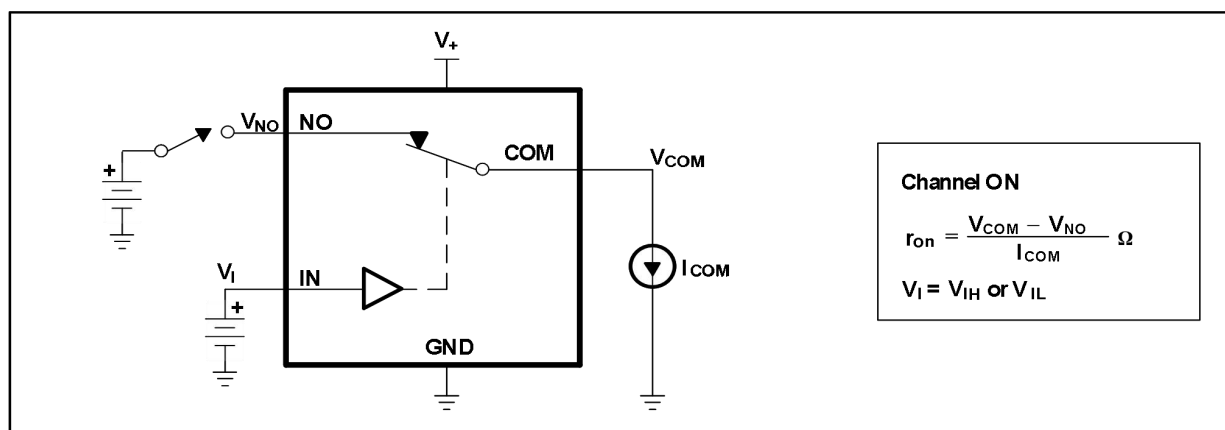 V+
VNO NO
COM
VCOM
+
ICOM
VI
IN
+
GND
Channel ON
ron = VCOM – VNO / ICOM Ω
VI = VIH or VIL